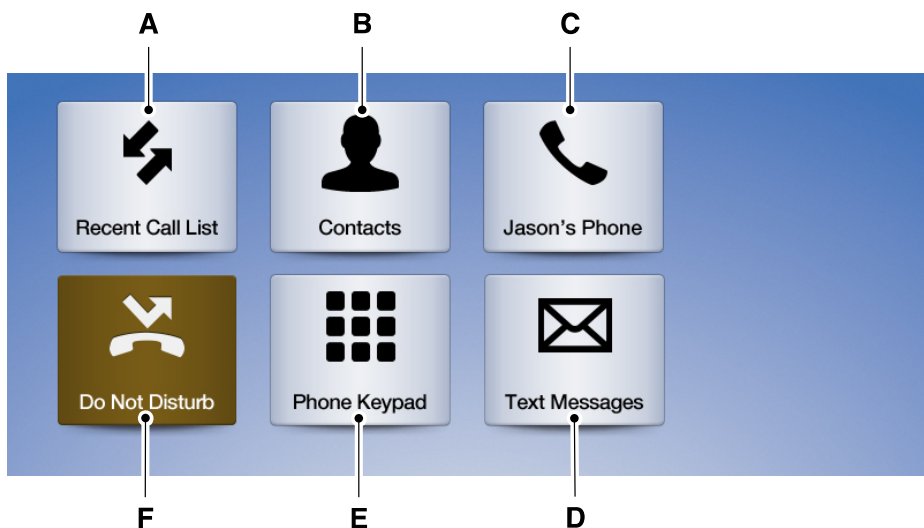 A B C
Recent Call List Contacts Jason's Phone
Do Not Disturb Phone Keypad Text Messages
F E D